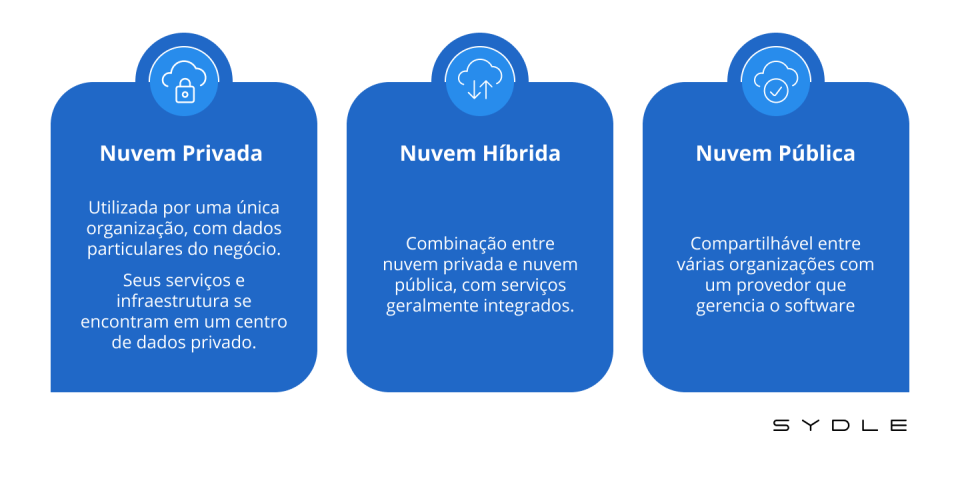 Nuvem Privada
Utilizada por uma única
organização, com dados
particulares do negócio.
Seus serviços e
infraestrutura se
encontram em um centro
de dados privado.
Nuvem Híbrida
Combinação entre
nuvem privada e nuvem
pública, com serviços
geralmente integrados.
Nuvem Pública
Compartilhável entre
várias organizações com
um provedor que
gerencia o software
SYDLE